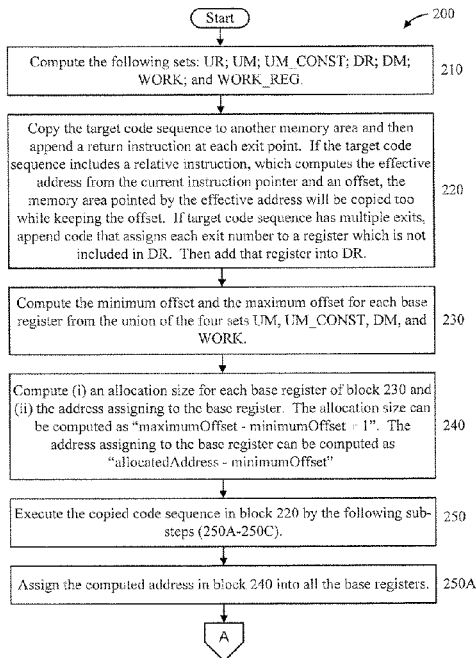 Start
200
Compute the following sets: UR; UM; UM_CONST; DR; DM;
WORK; and WORK_REG.
210
Copy the target code sequence to another memory area and then
append a return instruction at each exit point. If the target code
sequence includes a relative instruction, which computes the effective
address from the current instruction pointer and an offset, the
memory area pointed by the effective address will be copied too
while keeping the offset. If target code sequence has multiple exits,
append code that assigns each exit number to a register which is not
included in DR. Then add that register into DR.
220
Compute the minimum offset and the maximum offset for each base
register from the union of the four sets UM, UM_CONST, DM, and
WORK.
230
Compute (i) an allocation size for each base register of block 230 and
(ii) the address assigning to the base register. The allocation size can
be computed as “maximumOffset - minimumOffset + 1”. The
address assigning to the base register can be computed as
“allocatedAddress - minimumOffset”
240
Execute the copied code sequence in block 220 by the following sub-
steps (250A-250C).
250
Assign the computed address in block 240 into all the base registers.
250A
A